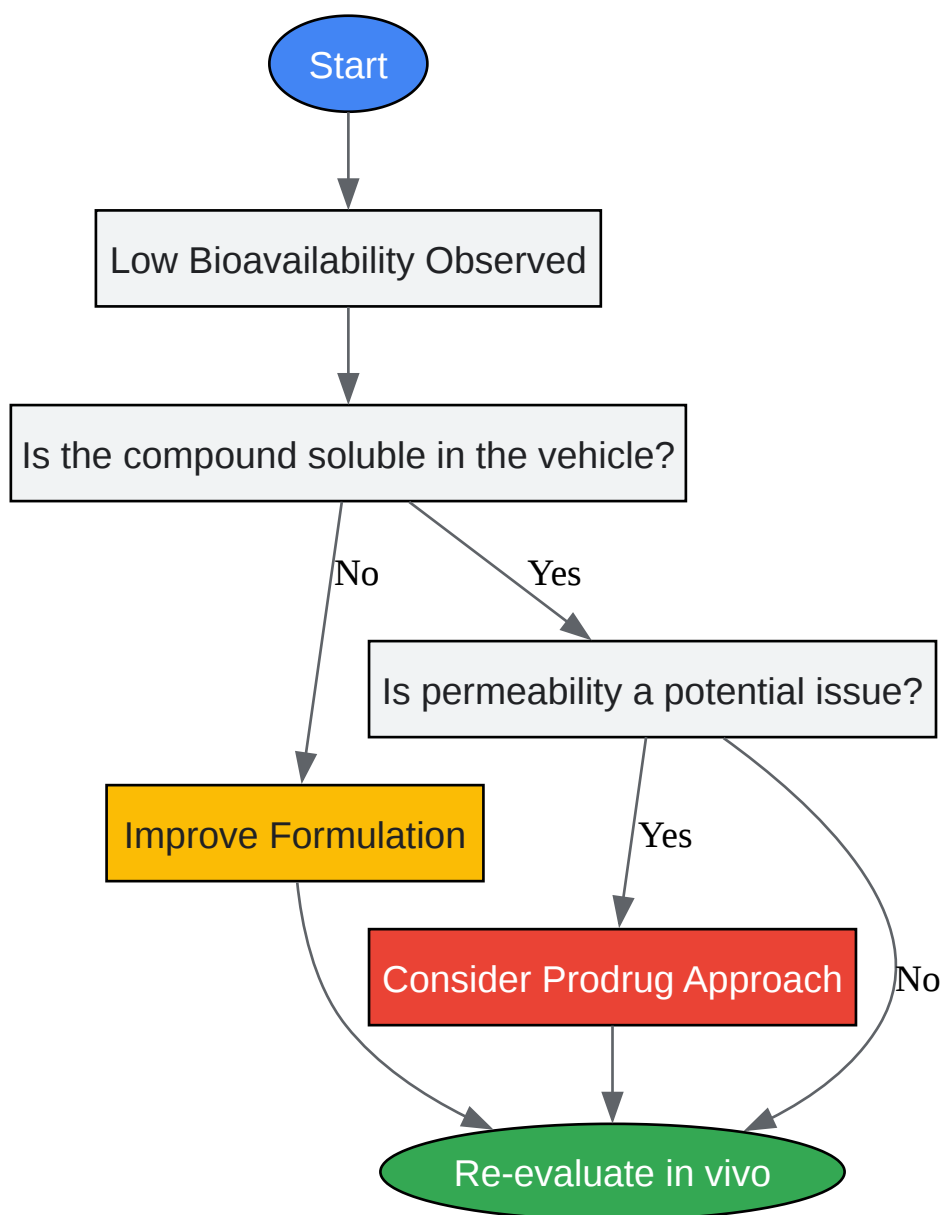 Start
Low Bioavailability Observed
Is the compound soluble in the vehicle?
No
Yes
Is permeability a potential issue?
Improve Formulation
Yes
Consider Prodrug Approach
No
Re-evaluate in vivo